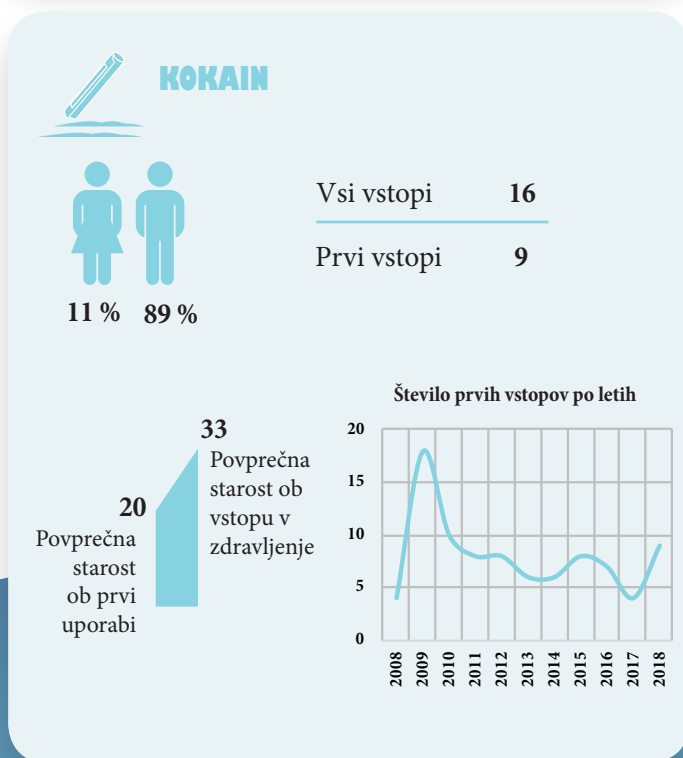 KOKAIN
11 % 89 %
Vsi vstopi 16
Prvi vstopi 9
20
Povprečna
starost
ob prvi
uporabi
33
Povprečna
starost ob
vstopu v
zdravljenje
Število prvih vstopov po letih
20
15
10
5
0
2008 2009 2010 2011 2012 2013 2014 2015 2016 2017 2018